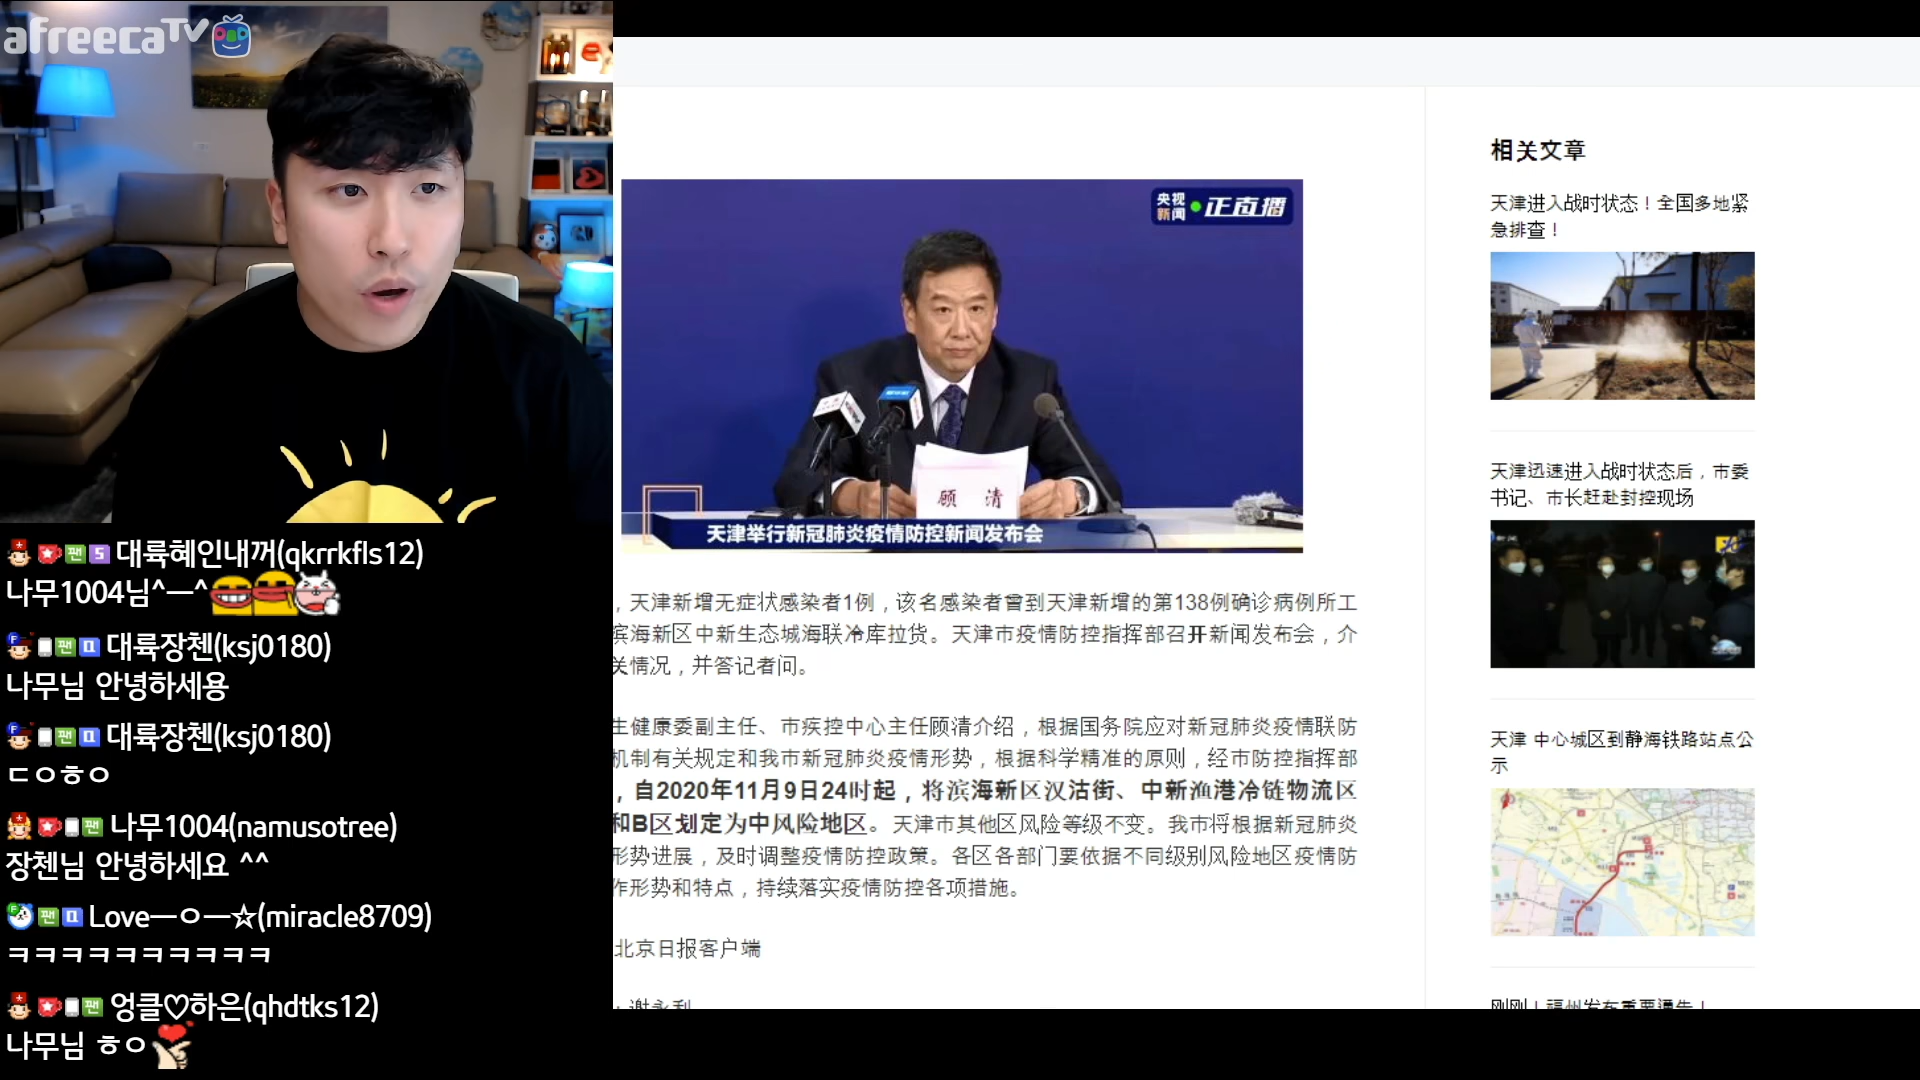 afreecaTV
대륙혜인내꺼(qkrrkfls12)
나무1004님^ㅡ^
대륙장첸(ksj0180)
나무님 안녕하세용
대륙장첸(ksj0180)
ㄷㅇㅎㅇ
나무1004(namusotree)
장첸님 안녕하세요 ^^
Loveㅡㅇㅡ☆(miracle8709)
ㅋㅋㅋㅋㅋㅋㅋㅋㅋㅋ
엉클♡하은(qhdtks12)
나무님 ㅎㅇ
央视
新闻
正直播
顾 清
天津举行新冠肺炎疫情防控新闻发布会
，天津新增无症状感染者1例，该名感染者曾到天津新增的第138例确诊病例所工
滨海新区中新生态城海联冷库拉货。天津市疫情防控指挥部召开新闻发布会，介
关情况，并答记者问。
生健康委副主任、市疾控中心主任顾清介绍，根据国务院应对新冠肺炎疫情联防
机制有关规定和我市新冠肺炎疫情形势，根据科学精准的原则，经市防控指挥部
，自2020年11月9日24时起，将滨海新区汉沽街、中新渔港冷链物流区
和B区划定为中风险地区。天津市其他区风险等级不变。我市将根据新冠肺炎
形势进展，及时调整疫情防控政策。各区各部门要依据不同级别风险地区疫情防
作形势和特点，持续落实疫情防控各项措施。
北京日报客户端
谢永利
相关文章
天津进入战时状态！全国多地紧
急排查！
天津迅速进入战时状态后，市委
书记、市长赶赴封控现场
天津 中心城区到静海铁路站点公
示
刚刚！福州发布重要通告！